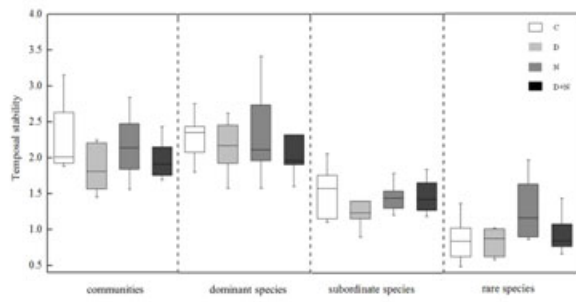 4.0
3.5
3.0
2.5
2.0
1.5
1.0
0.5
Temopal stability
C
D
N
D+N
communities
dominant species
subordinate species
rare species